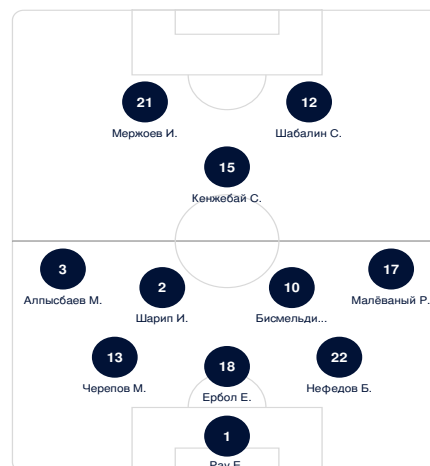 21
12
Мержоев И.
Шабалин С.
15
Кенжебай С.
3
17
2
10
Алпысбаев М.
Малёваный Р.
Шарип И.
Бисмельди...
13
18
22
Черепов М.
Ербол Е.
Нефедов Б.
1